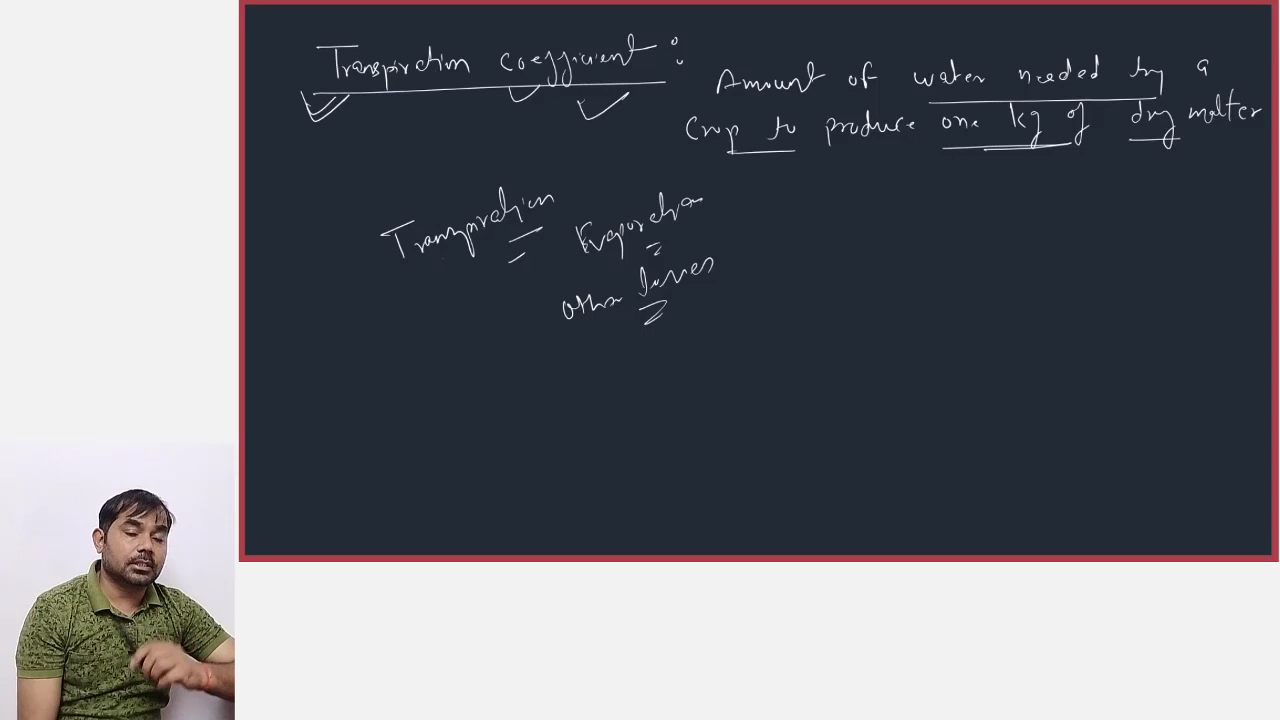 Transpiration coefficient :
Amount of water needed by a
Crop to produce one kg of dry matter
Transpiration Evaporation
Other losses